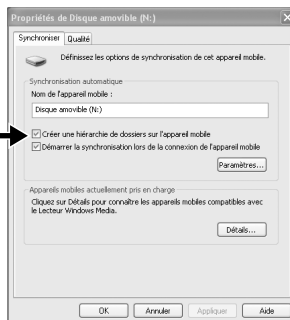 Propriétés de Disque amovible (N:)
Synchroniser Qualité
Définissez les options de synchronisation de cet appareil mobile.
Synchronisation automatique
Nom de l'appareil mobile :
Disque amovible (N:)
Créer une hiérarchie de dossiers sur l'appareil mobile
Démarrer la synchronisation lors de la connexion de l'appareil mobile
Paramètres...
Appareils mobiles actuellement pris en charge
Cliquez sur Détails pour connaître les appareils mobiles compatibles avec
le Lecteur Windows Media.
Détails...
OK Annuler Appliquer Aide